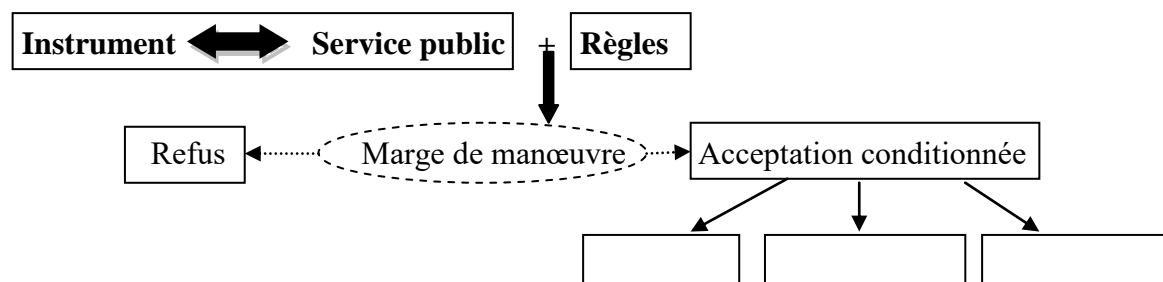 Instrument Service public + Règles
Refus Marge de manœuvre Acceptation conditionnée